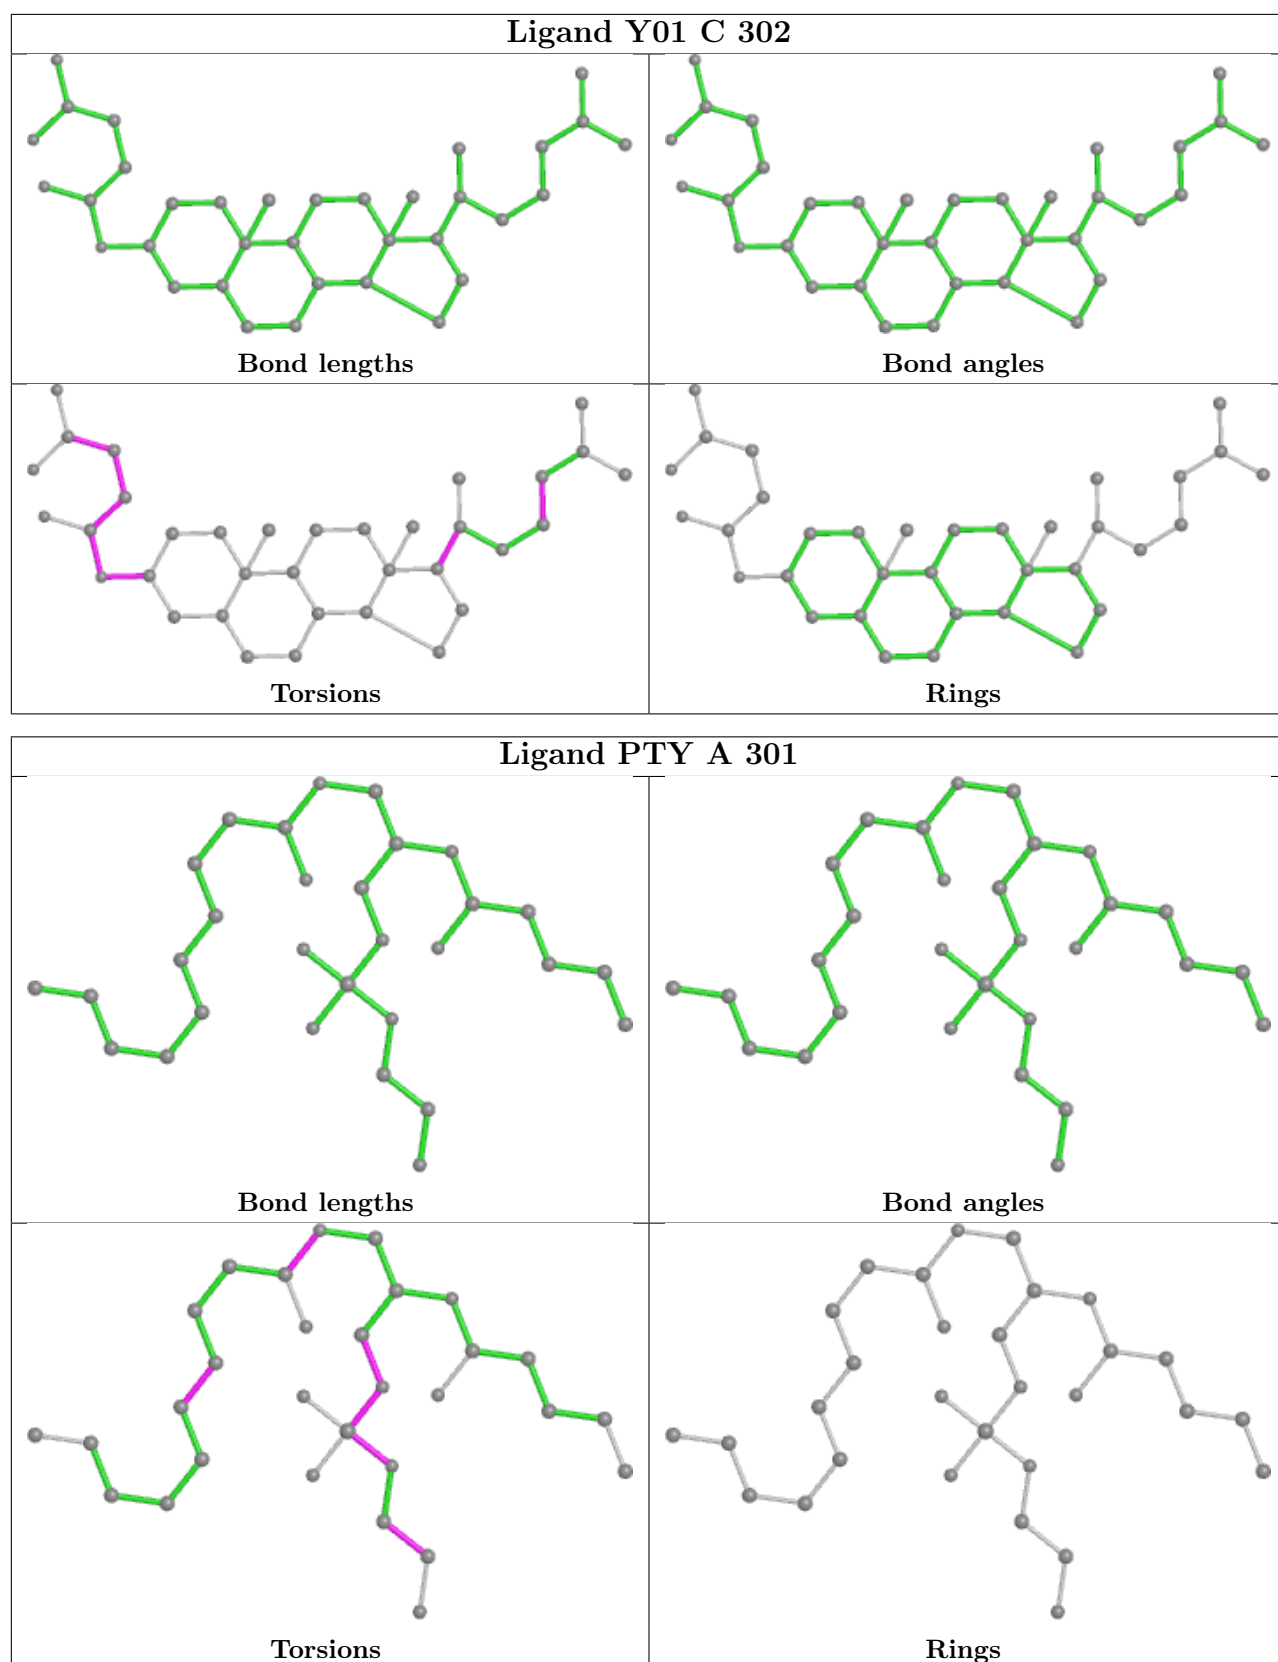 Ligand Y01 C 302
Bond lengths
Bond angles
Torsions
Rings
Ligand PTY A 301
Bond lengths
Bond angles
Torsions
Rings